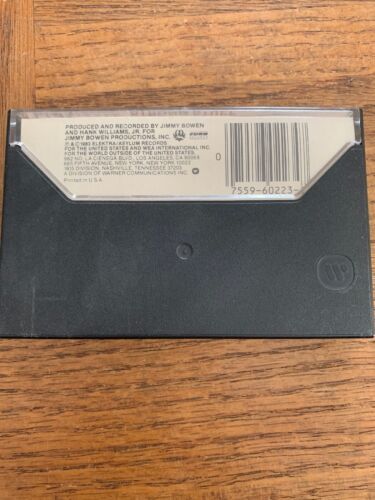 PRODUCED AND RECORDED BY JIMMY BOWEN
AND HANK WILLIAMS, JR. FOR
JIMMY BOWEN PRODUCTIONS, INC.
℗ & © 1983 ELEKTRA/ASYLUM RECORDS
FOR THE UNITED STATES AND WEA INTERNATIONAL INC.
FOR THE WORLD OUTSIDE OF THE UNITED STATES.
962 NO. LA CIENEGA BLVD., LOS ANGELES, CA 90069
665 FIFTH AVENUE, NEW YORK, NEW YORK 10022
1815 DIVISION, NASHVILLE, TENNESSEE 37203
A DIVISION OF WARNER COMMUNICATIONS INC.
Printed in U.S.A.
0
7559-60223-